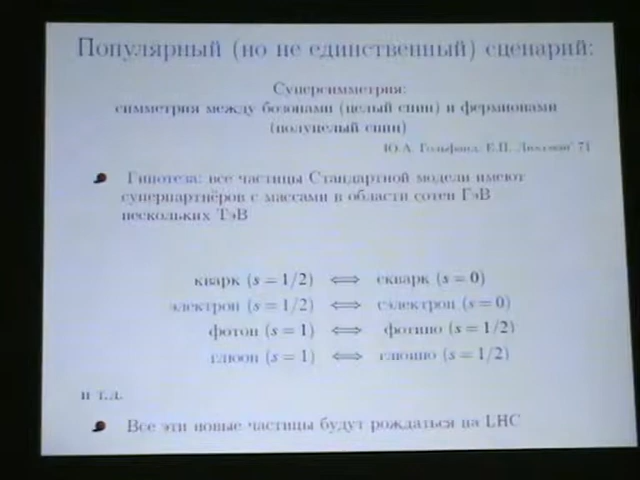 Популярный (но не единственный) сценарий:
Суперсимметрия:
симметрия между бозонами (целый спин) и фермионами
(полуцелый спин)
Ю.А. Гольфанд, Е.П. Лихтман' 71
Гипотеза: все частицы Стандартной модели имеют
суперпартнёров с массами в области сотен ГэВ
нескольких ТэВ
кварк (s = 1/2) ⟺ скварк (s = 0)
электрон (s = 1/2) ⟺ сэлектрон (s = 0)
фотон (s = 1) ⟺ фотино (s = 1/2)
глюон (s = 1) ⟺ глюино (s = 1/2)
и т.д.
Все эти новые частицы будут рождаться на LHC